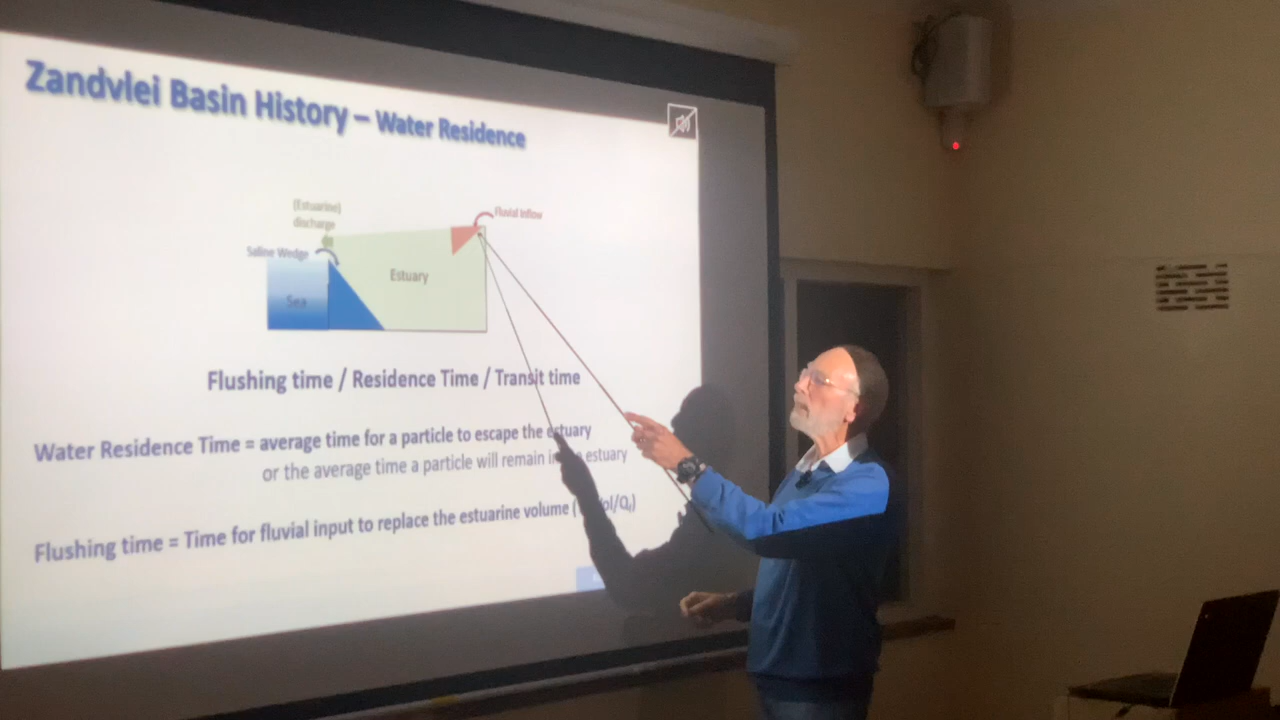 Zandvlei Basin History – Water Residence
(Estuarine)
discharge
Fluvial Inflow
Saline Wedge
Estuary
Sea
Flushing time / Residence Time / Transit time
Water Residence Time = average time for a particle to escape the estuary
or the average time a particle will remain estuary
Flushing time = Time for fluvial input to replace the estuarine volume (